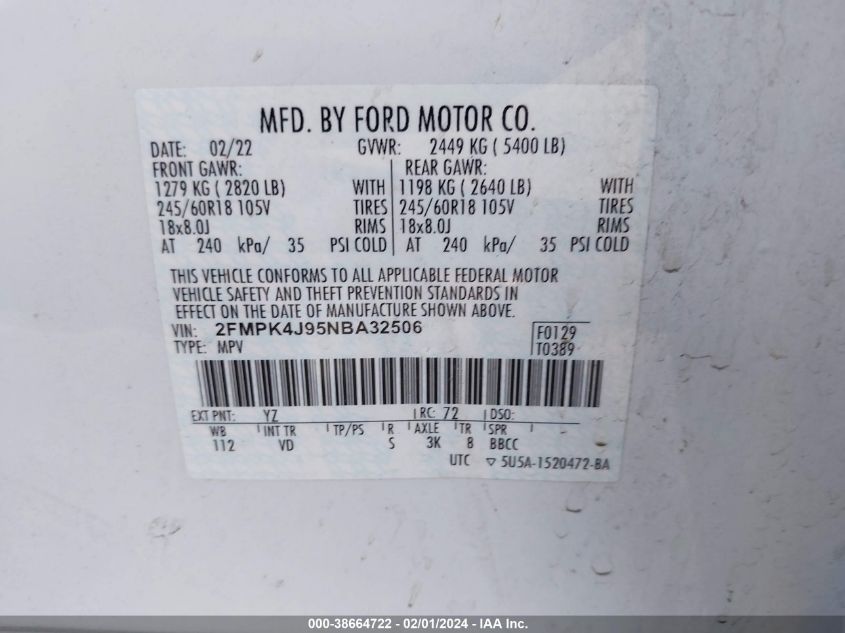 MFD. BY FORD MOTOR CO.
DATE: 02/22 GVWR: 2449 KG ( 5400 LB)
FRONT GAWR: REAR GAWR:
1279 KG ( 2820 LB) WITH 1198 KG ( 2640 LB) WITH
245/60R18 105V TIRES 245/60R18 105V TIRES
18x8.0J RIMS 18x8.0J RIMS
AT 240 kPa/ 35 PSI COLD AT 240 kPa/ 35 PSI COLD
THIS VEHICLE CONFORMS TO ALL APPLICABLE FEDERAL MOTOR
VEHICLE SAFETY AND THEFT PREVENTION STANDARDS IN
EFFECT ON THE DATE OF MANUFACTURE SHOWN ABOVE.
VIN: 2FMPK4J95NBA32506 F0129
TYPE: MPV T0389
EXT PNT: YZ RC: 72 DSO:
WB INT TR TP/PS R AXLE TR SPR
112 VD S 3K 8 BBCC
UTC ▽ 5U5A-1520472-BA
000-38664722 - 02/01/2024 - IAA Inc.